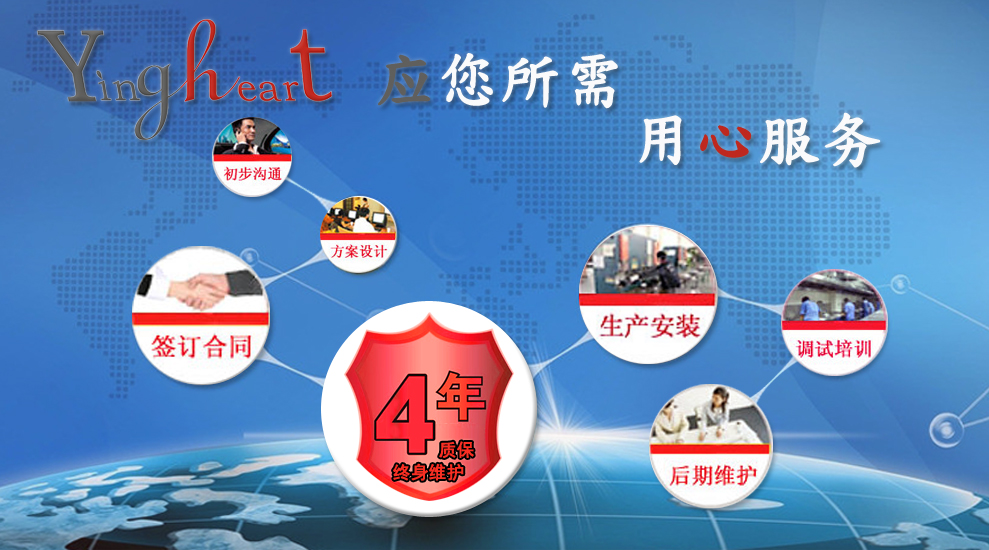 Yingheart
应您所需
用心服务
初步沟通
方案设计
签订合同
4年
质保
终身维护
生产安装
调试培训
后期维护